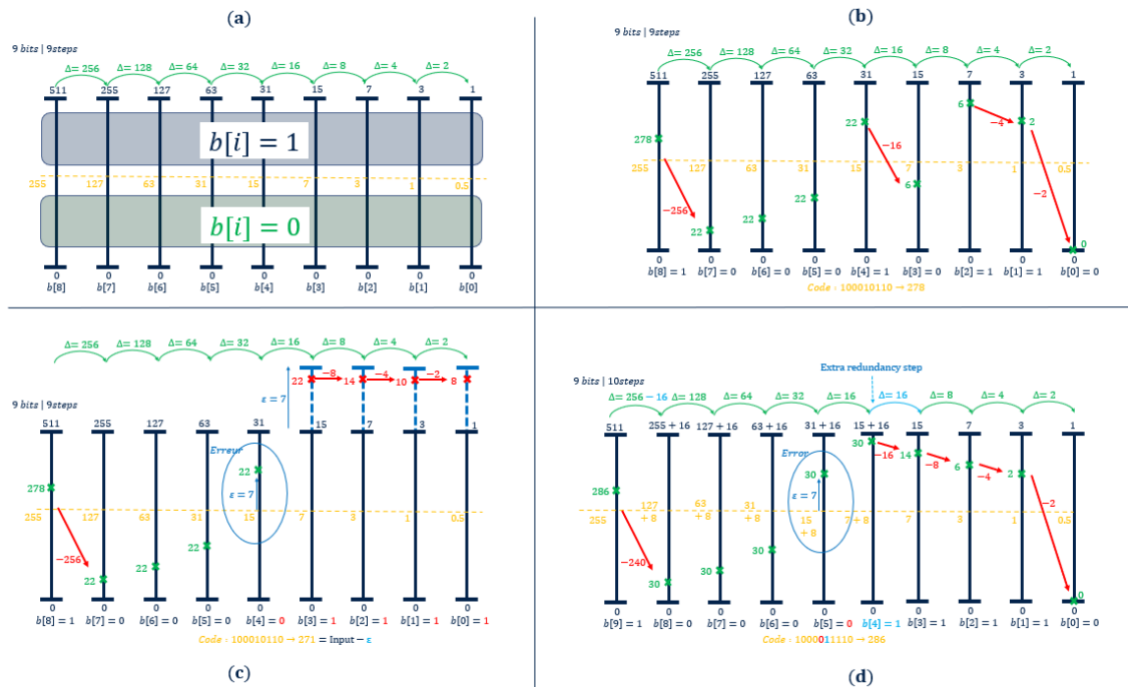 (a)
9 bits | 9steps
Δ= 256 Δ= 128 Δ= 64 Δ= 32 Δ= 16 Δ= 8 Δ= 4 Δ= 2
511 255 127 63 31 15 7 3 1
b[i] = 1
255 127 63 31 15 7 3 1 0.5
b[i] = 0
0 0 0 0 0 0 0 0 0
b[8] b[7] b[6] b[5] b[4] b[3] b[2] b[1] b[0]
(b)
9 bits | 9steps
Δ= 256 Δ= 128 Δ= 64 Δ= 32 Δ= 16 Δ= 8 Δ= 4 Δ= 2
511 255 127 63 31 15 7 3 1
6
22 −4 2
278 −16
255 127 63 31 15 7 3 1 0.5
6
−256 22 −2
22
22 0
0 0 0 0 0 0 0 0 0
b[8] = 1 b[7] = 0 b[6] = 0 b[5] = 0 b[4] = 1 b[3] = 0 b[2] = 1 b[1] = 1 b[0] = 0
Code : 100010110 → 278
Δ= 256 Δ= 128 Δ= 64 Δ= 32 Δ= 16 Δ= 8 Δ= 4 Δ= 2
22 −8 14 −4 10 −2 8
ε = 7
9 bits | 9steps
511 255 127 63 31 15 7 3 1
Erreur
22
278 ε = 7
255 127 63 31 15 7 3 1 0.5
22
−256 22
22
0 0 0 0 0 0 0 0 0
b[8] = 1 b[7] = 0 b[6] = 0 b[5] = 0 b[4] = 0 b[3] = 1 b[2] = 1 b[1] = 1 b[0] = 1
Code : 100010110 → 271 = Input− ε
(c)
Extra redundancy step
9 bits | 10steps
Δ= 256 − 16 Δ= 128 Δ= 64 Δ= 32 Δ= 16 Δ= 16 Δ= 8 Δ= 4 Δ= 2
511 255 + 16 127 + 16 63 + 16 31 + 16 15 + 16 15 7 3 1
Error 30
−16 14 −8 6 −4 2
30
286 ε = 7 −2
255 127 + 8 63 + 8 31 + 8 15 + 8 7 + 8 7 3 1 0.5
30
−240 30 30 0
0 0 0 0 0 0 0 0 0 0
b[9] = 1 b[8] = 0 b[7] = 0 b[6] = 0 b[5] = 0 b[4] = 1 b[3] = 1 b[2] = 1 b[1] = 1 b[0] = 0
Code : 1000011110 → 286
(d)